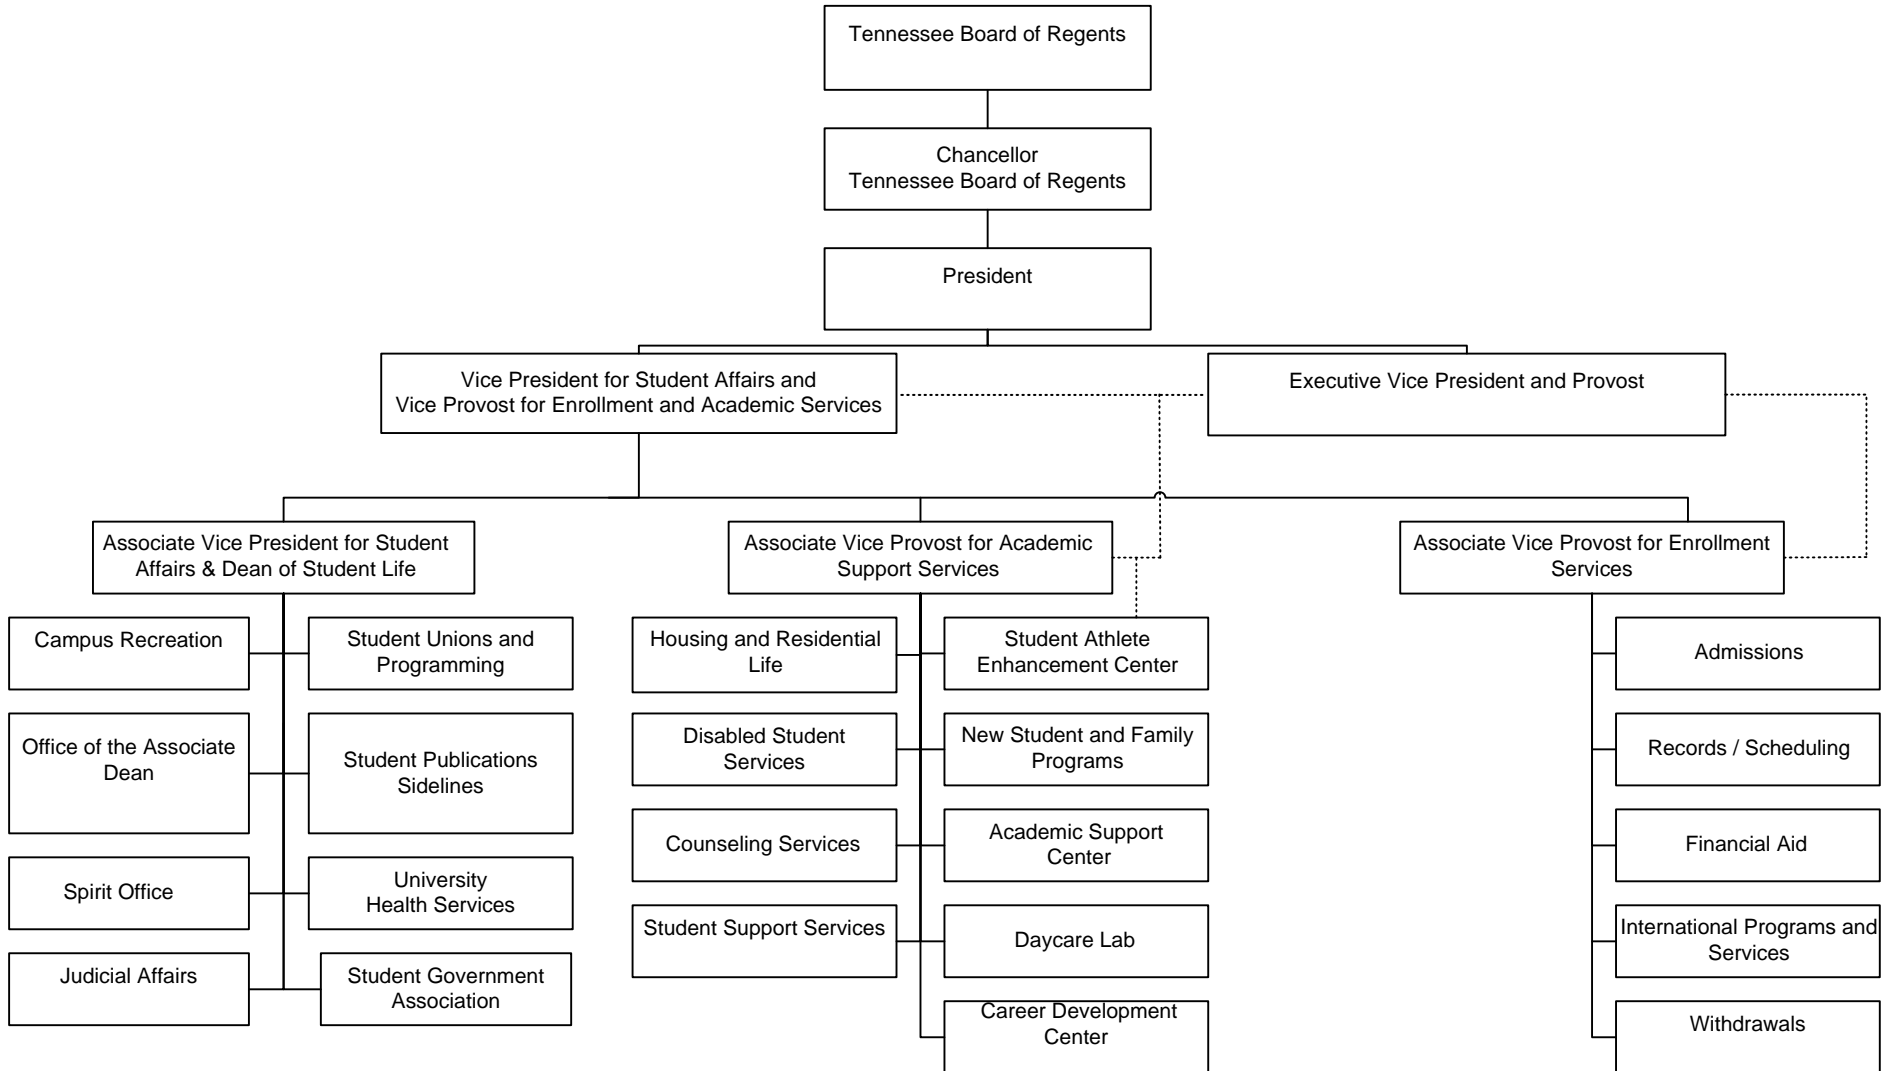 Tennessee Board of Regents
Chancellor
Tennessee Board of Regents
President
Vice President for Student Affairs and
Vice Provost for Enrollment and Academic Services
Executive Vice President and Provost
Associate Vice President for Student
Affairs & Dean of Student Life
Associate Vice Provost for Academic
Support Services
Associate Vice Provost for Enrollment
Services
Campus Recreation
Student Unions and
Programming
Office of the Associate
Dean
Student Publications
Sidelines
Spirit Office
University
Health Services
Judicial Affairs
Student Government
Association
Housing and Residential
Life
Student Athlete
Enhancement Center
Disabled Student
Services
New Student and Family
Programs
Counseling Services
Academic Support
Center
Student Support Services
Daycare Lab
Career Development
Center
Admissions
Records / Scheduling
Financial Aid
International Programs and
Services
Withdrawals